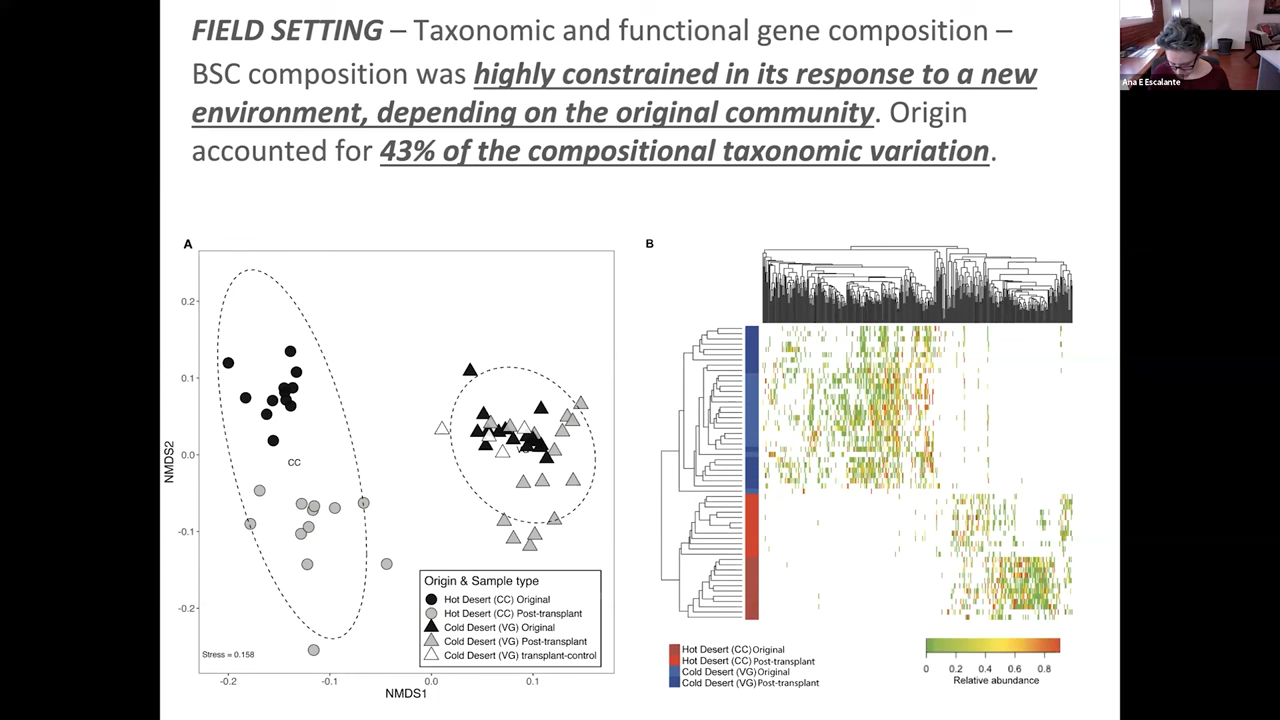 FIELD SETTING – Taxonomic and functional gene composition –
BSC composition was highly constrained in its response to a new
environment, depending on the original community. Origin
accounted for 43% of the compositional taxonomic variation.
Ana E Escalante
A
0.2
0.1
0.0
-0.1
-0.2
NMDS2
CC
Stress = 0.158
-0.2
-0.1
0.0
0.1
NMDS1
Origin & Sample type
Hot Desert (CC) Original
Hot Desert (CC) Post-transplant
Cold Desert (VG) Original
Cold Desert (VG) Post-transplant
Cold Desert (VG) transplant-control
B
Hot Desert (CC) Original
Hot Desert (CC) Post-transplant
Cold Desert (VG) Original
Cold Desert (VG) Post-transplant
0 0.2 0.4 0.6 0.8
Relative abundance